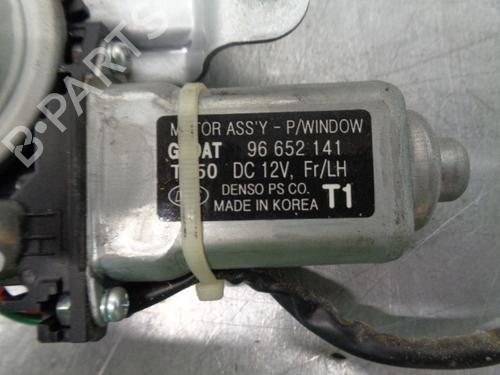 MOTOR ASS'Y - P/WINDOW
96 652 141
DC 12V, Fr/LH
DENSO PS CO.
MADE IN KOREA T1
B-PARTS